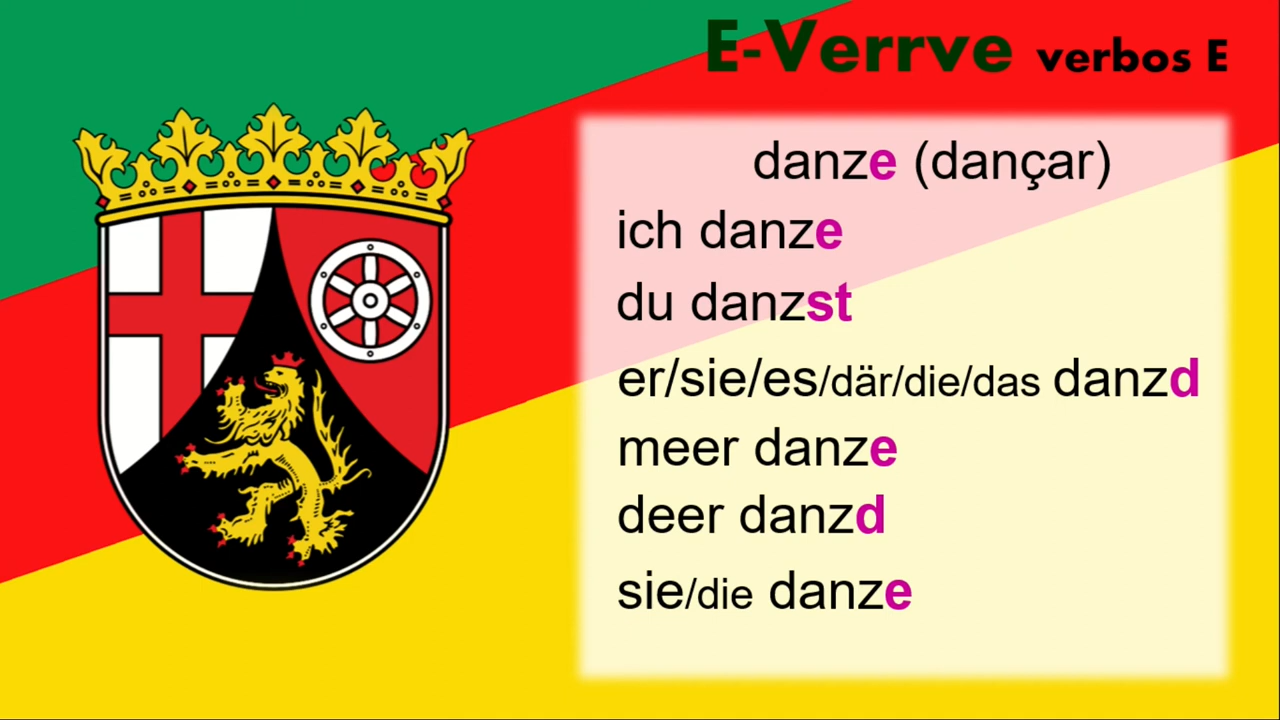 E-Verrve verbos E
danze (dançar)
ich danze
du danzst
er/sie/es/där/die/das danzd
meer danze
deer danzd
sie/die danze